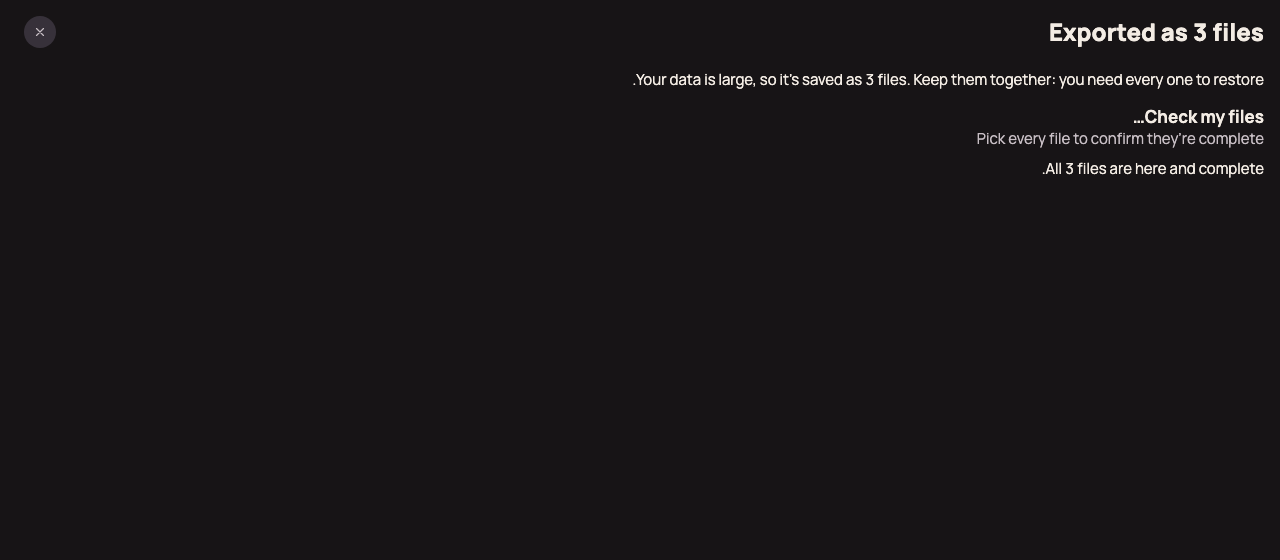 Exported as 3 files
.Your data is large, so it's saved as 3 files. Keep them together: you need every one to restore
…Check my files
Pick every file to confirm they're complete
.All 3 files are here and complete